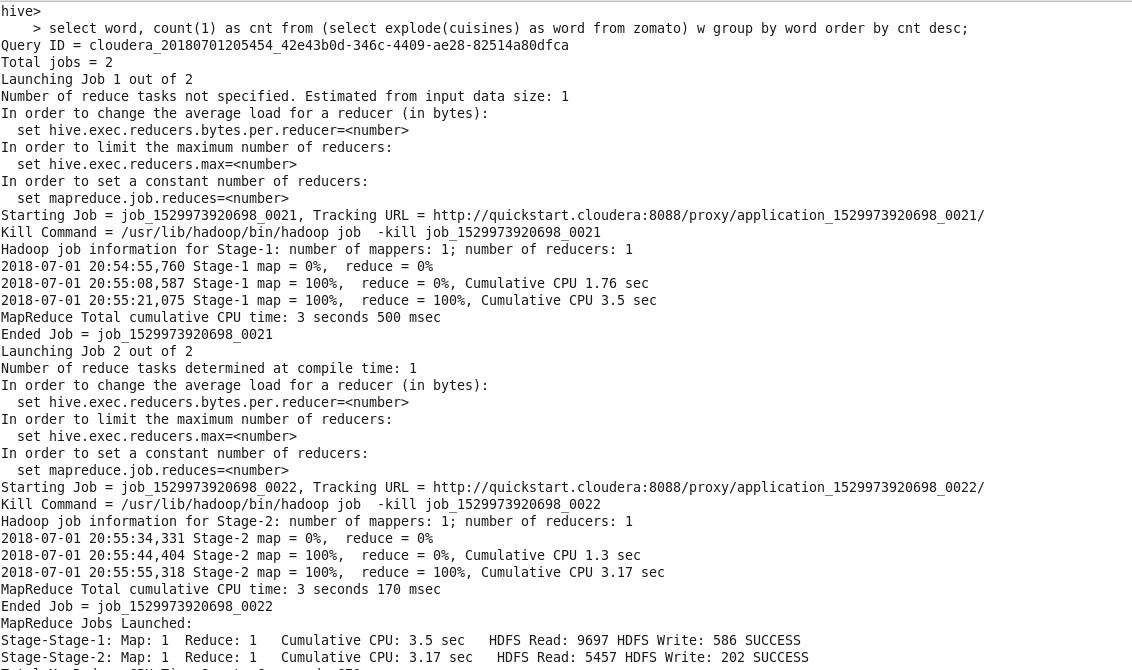 hive>
    > select word, count(1) as cnt from (select explode(cuisines) as word from zomato) w group by word order by cnt desc;
Query ID = cloudera_20180701205454_42e43b0d-346c-4409-ae28-82514a80dfca
Total jobs = 2
Launching Job 1 out of 2
Number of reduce tasks not specified. Estimated from input data size: 1
In order to change the average load for a reducer (in bytes):
  set hive.exec.reducers.bytes.per.reducer=<number>
In order to limit the maximum number of reducers:
  set hive.exec.reducers.max=<number>
In order to set a constant number of reducers:
  set mapreduce.job.reduces=<number>
Starting Job = job_1529973920698_0021, Tracking URL = http://quickstart.cloudera:8088/proxy/application_1529973920698_0021/
Kill Command = /usr/lib/hadoop/bin/hadoop job  -kill job_1529973920698_0021
Hadoop job information for Stage-1: number of mappers: 1; number of reducers: 1
2018-07-01 20:54:55,760 Stage-1 map = 0%,  reduce = 0%
2018-07-01 20:55:08,587 Stage-1 map = 100%,  reduce = 0%, Cumulative CPU 1.76 sec
2018-07-01 20:55:21,075 Stage-1 map = 100%,  reduce = 100%, Cumulative CPU 3.5 sec
MapReduce Total cumulative CPU time: 3 seconds 500 msec
Ended Job = job_1529973920698_0021
Launching Job 2 out of 2
Number of reduce tasks determined at compile time: 1
In order to change the average load for a reducer (in bytes):
  set hive.exec.reducers.bytes.per.reducer=<number>
In order to limit the maximum number of reducers:
  set hive.exec.reducers.max=<number>
In order to set a constant number of reducers:
  set mapreduce.job.reduces=<number>
Starting Job = job_1529973920698_0022, Tracking URL = http://quickstart.cloudera:8088/proxy/application_1529973920698_0022/
Kill Command = /usr/lib/hadoop/bin/hadoop job  -kill job_1529973920698_0022
Hadoop job information for Stage-2: number of mappers: 1; number of reducers: 1
2018-07-01 20:55:34,331 Stage-2 map = 0%,  reduce = 0%
2018-07-01 20:55:44,404 Stage-2 map = 100%,  reduce = 0%, Cumulative CPU 1.3 sec
2018-07-01 20:55:55,318 Stage-2 map = 100%,  reduce = 100%, Cumulative CPU 3.17 sec
MapReduce Total cumulative CPU time: 3 seconds 170 msec
Ended Job = job_1529973920698_0022
MapReduce Jobs Launched:
Stage-Stage-1: Map: 1  Reduce: 1   Cumulative CPU: 3.5 sec   HDFS Read: 9697 HDFS Write: 586 SUCCESS
Stage-Stage-2: Map: 1  Reduce: 1   Cumulative CPU: 3.17 sec   HDFS Read: 5457 HDFS Write: 202 SUCCESS